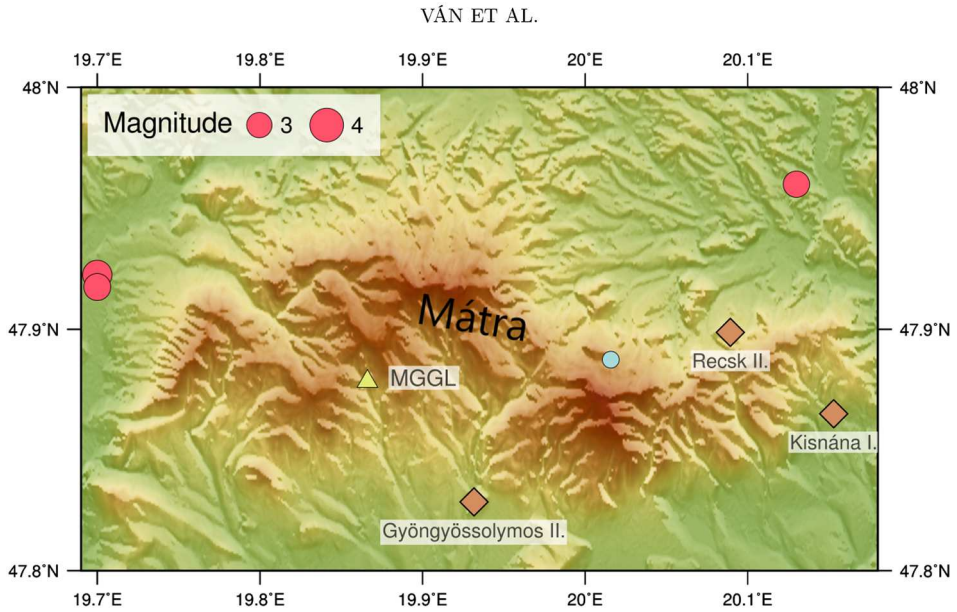 VÁN ET AL.
19.7°E 19.8°E 19.9°E 20°E 20.1°E
48°N 48°N
Magnitude 3 4
Mátra
47.9°N 47.9°N
Recsk II.
MGGL
Kisnána I.
Gyöngyössolymos II.
47.8°N 47.8°N
19.7°E 19.8°E 19.9°E 20°E 20.1°E